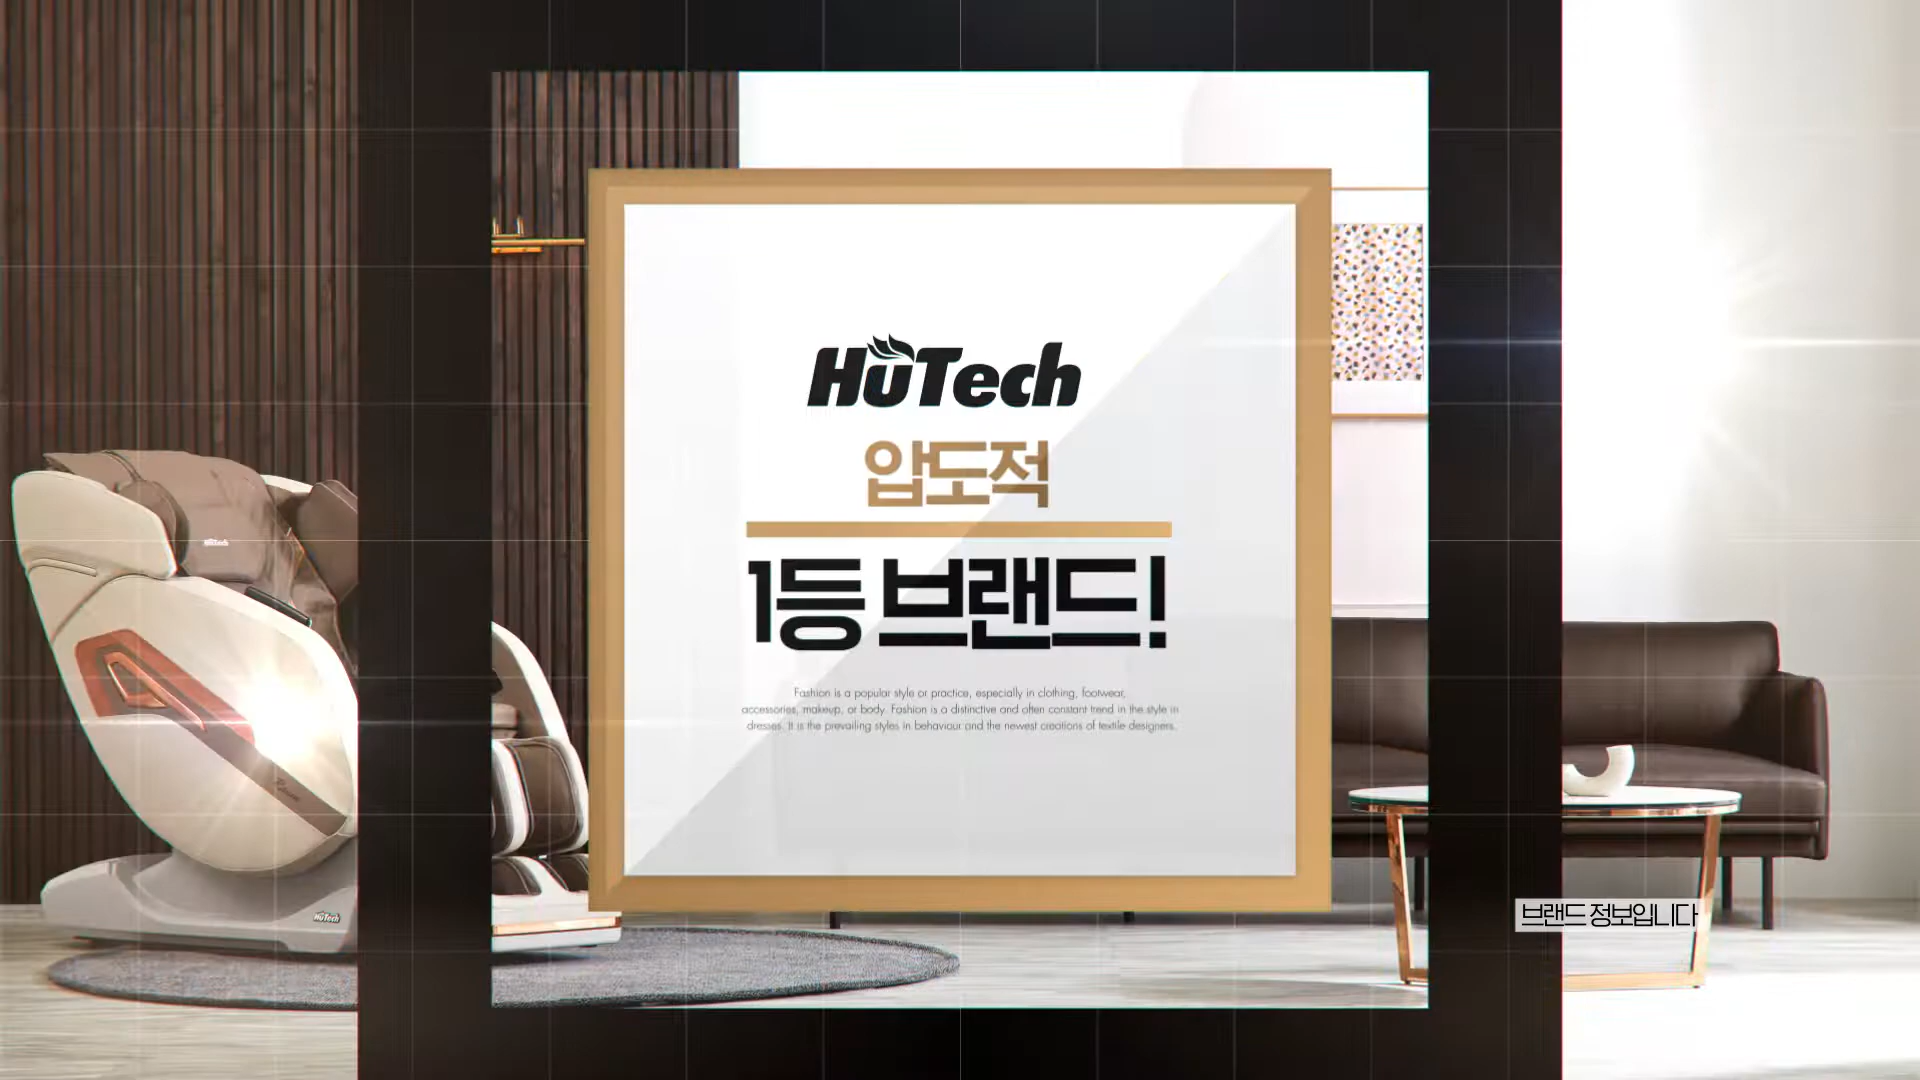 HuTech
압도적
1등 브랜드!
Fashion is a popular style or practice, especially in clothing, footwear,
accessories, makeup, or body. Fashion is a distinctive and often constant trend in the style in
dresses. It is the prevailing styles in behaviour and the newest creations of textile designers.
HuTech
HuTech
브랜드 정보입니다